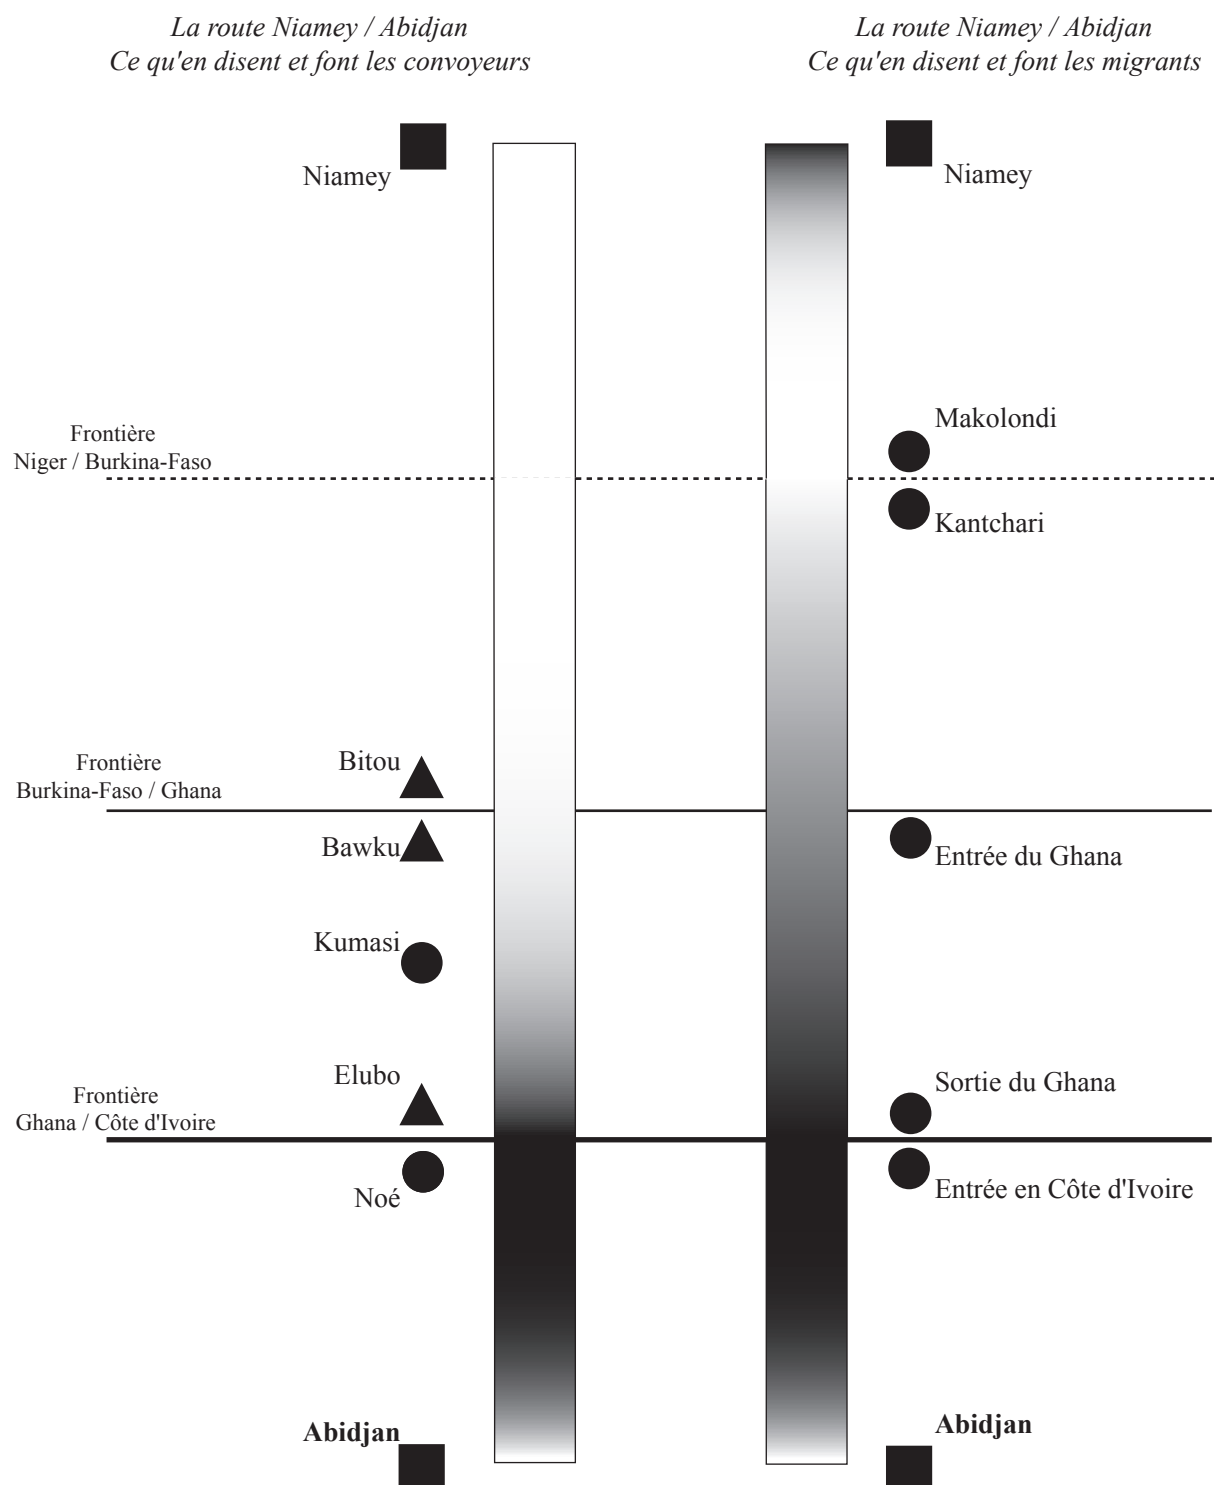 La route Niamey / Abidjan
Ce qu'en disent et font les convoyeurs
La route Niamey / Abidjan
Ce qu'en disent et font les migrants
Niamey
Niamey
Makolondi
Frontière
Niger / Burkina-Faso
Kantchari
Frontière
Burkina-Faso / Ghana
Bitou
Bawku
Entrée du Ghana
Kumasi
Elubo
Sortie du Ghana
Frontière
Ghana / Côte d'Ivoire
Noé
Entrée en Côte d'Ivoire
Abidjan
Abidjan